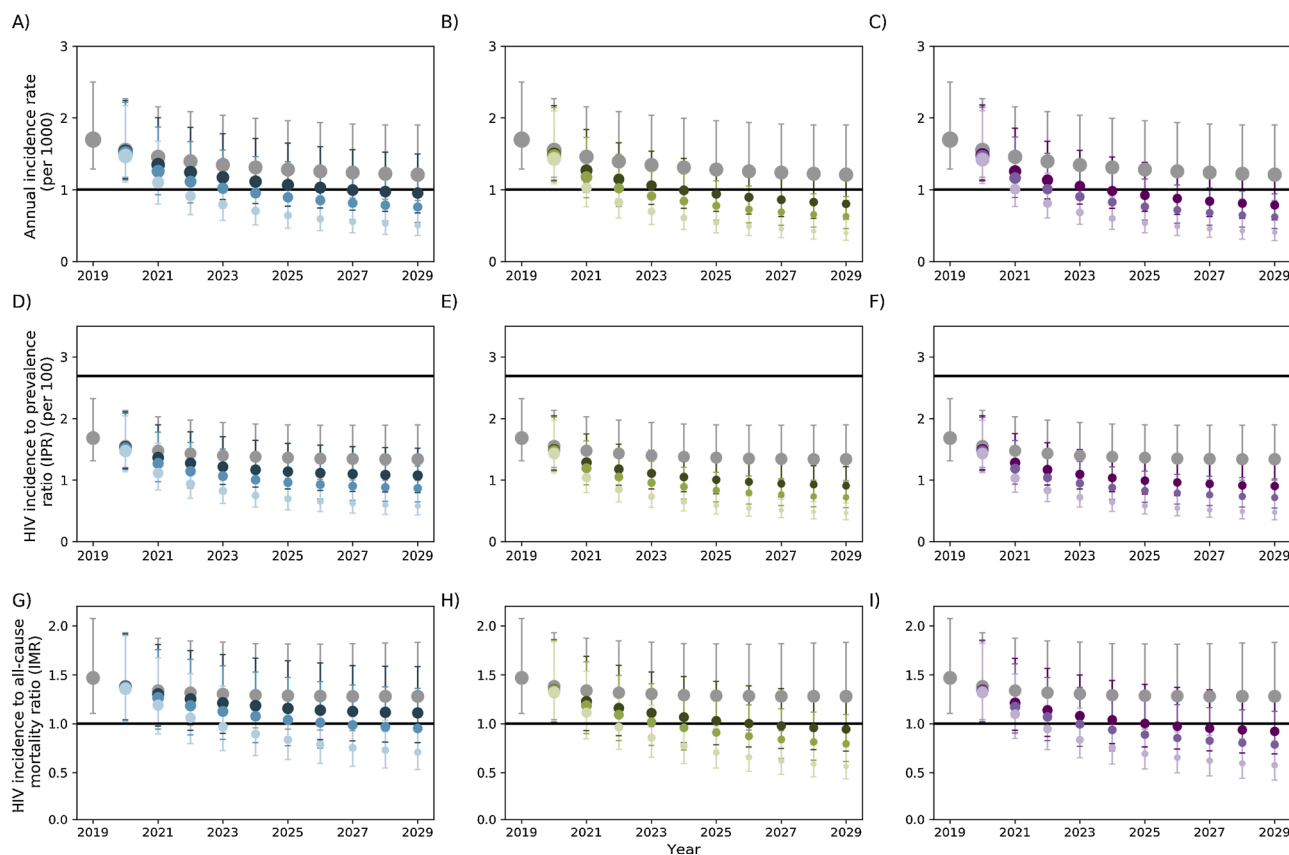 A)
B)
C)
Annual incidence rate
(per 1000)
3
2
1
0
2019 2021 2023 2025 2027 2029
3
2
1
0
2019 2021 2023 2025 2027 2029
3
2
1
0
2019 2021 2023 2025 2027 2029
D)
E)
F)
HIV incidence to prevalence
ratio (IPR) (per 100)
3
2
1
0
2019 2021 2023 2025 2027 2029
3
2
1
0
2019 2021 2023 2025 2027 2029
3
2
1
0
2019 2021 2023 2025 2027 2029
G)
H)
I)
HIV incidence to all-cause
mortality ratio (IMR)
2.0
1.5
1.0
0.5
0.0
2019 2021 2023 2025 2027 2029
2.0
1.5
1.0
0.5
0.0
2019 2021 2023 2025 2027 2029
2.0
1.5
1.0
0.5
0.0
2019 2021 2023 2025 2027 2029
Year